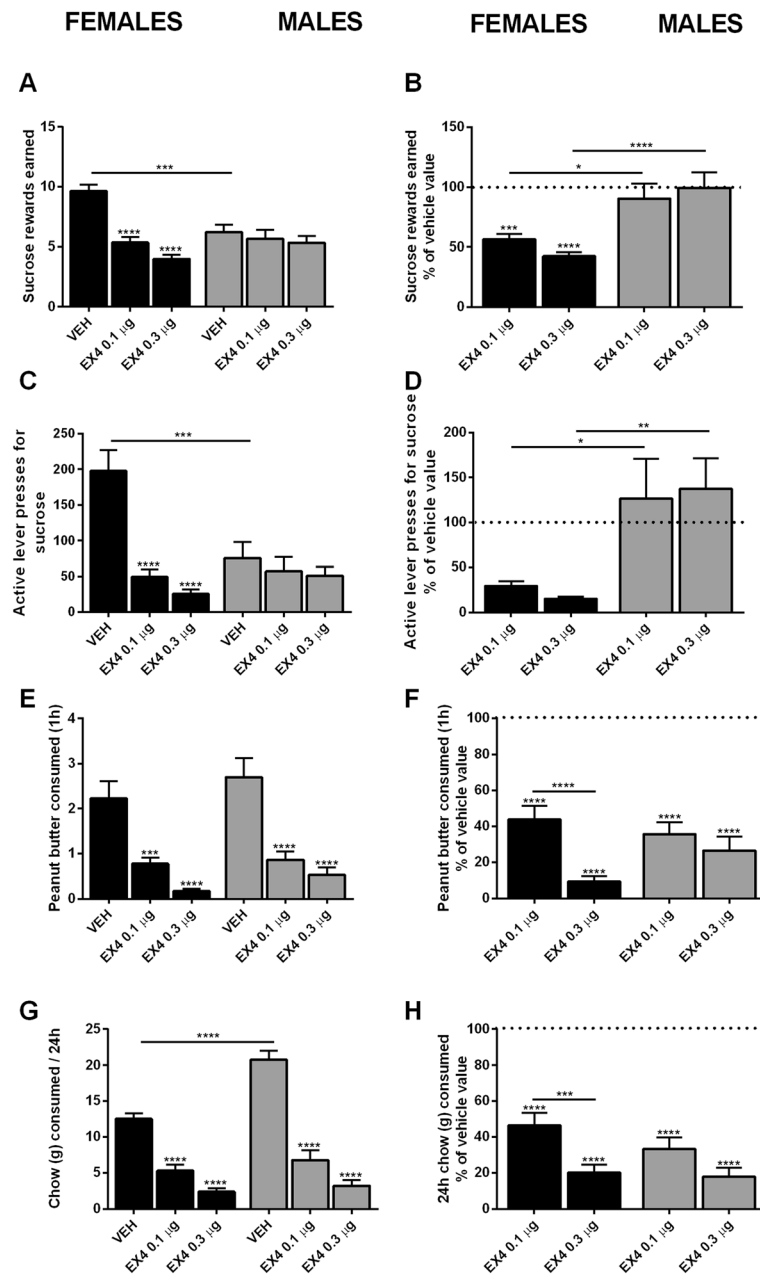 FEMALES MALES FEMALES MALES
A
Sucrose rewards earned
15
10
5
0
***
**** ****
VEH EX4 0.1 µg EX4 0.3 µg VEH EX4 0.1 µg EX4 0.3 µg
B
Sucrose rewards earned
% of vehicle value
150
100
50
0
****
*
*** ****
EX4 0.1 µg EX4 0.3 µg EX4 0.1 µg EX4 0.3 µg
C
Active lever presses for
sucrose
250
200
150
100
50
0
***
**** ****
VEH EX4 0.1 µg EX4 0.3 µg VEH EX4 0.1 µg EX4 0.3 µg
D
Active lever presses for sucrose
% of vehicle value
200
150
100
50
0
**
*
EX4 0.1 µg EX4 0.3 µg EX4 0.1 µg EX4 0.3 µg
E
Peanut butter consumed (1h)
4
3
2
1
0
*** **** **** ****
VEH EX4 0.1 µg EX4 0.3 µg VEH EX4 0.1 µg EX4 0.3 µg
F
Peanut butter consumed (1h)
% of vehicle value
100
80
60
40
20
0
****
**** **** **** ****
EX4 0.1 µg EX4 0.3 µg EX4 0.1 µg EX4 0.3 µg
G
Chow (g) consumed / 24h
25
20
15
10
5
0
****
**** **** **** ****
VEH EX4 0.1 µg EX4 0.3 µg VEH EX4 0.1 µg EX4 0.3 µg
H
24h chow (g) consumed
% of vehicle value
100
80
60
40
20
0
***
**** **** **** ****
EX4 0.1 µg EX4 0.3 µg EX4 0.1 µg EX4 0.3 µg